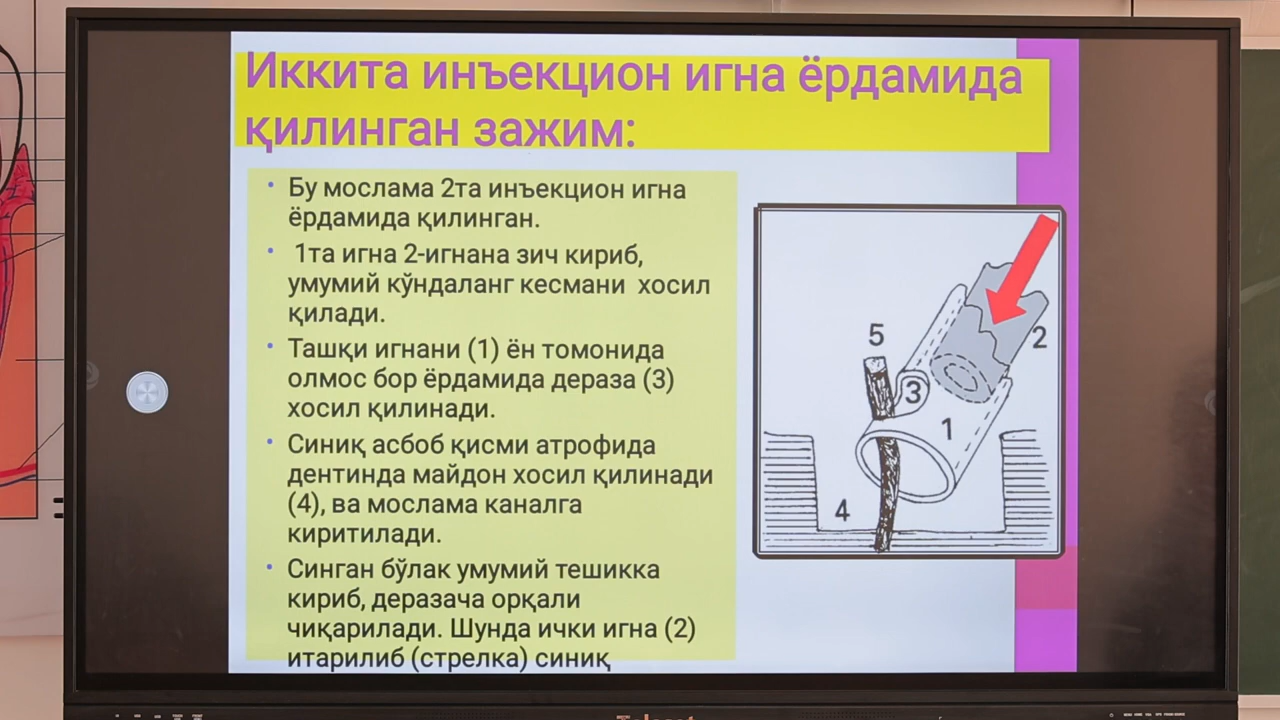 Иккита инъекцион игна ёрдамида
қилинган зажим:
Бу мослама 2та инъекцион игна
ёрдамида қилинган.
1та игна 2-игнана зич кириб,
умумий кўндаланг кесмани хосил
қилади.
Ташқи игнани (1) ён томонида
олмос бор ёрдамида дераза (3)
хосил қилинади.
Синиқ асбоб қисми атрофида
дентинда майдон хосил қилинади
(4), ва мослама каналга
киритилади.
Синган бўлак умумий тешикка
кириб, деразача орқали
чиқарилади. Шунда ички игна (2)
итарилиб (стрелка) синиқ
5
2
3
1
4